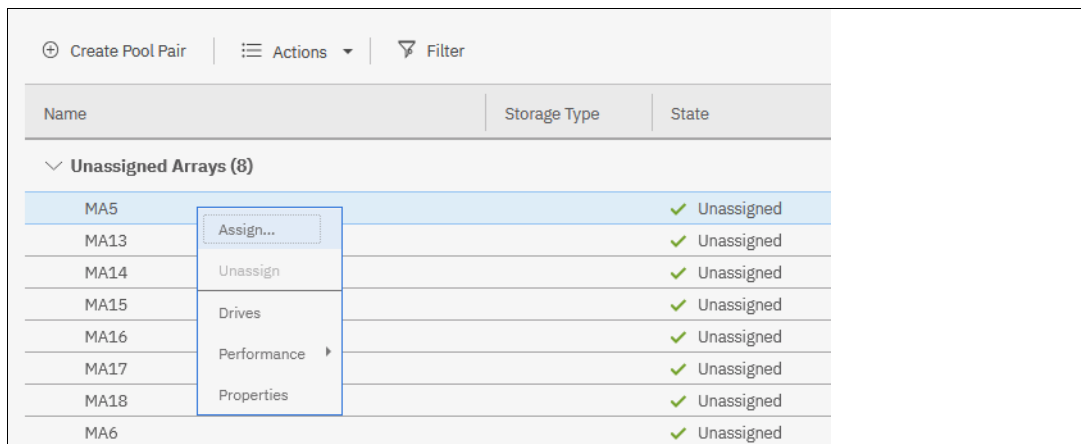 Create Pool Pair Actions Filter
Name Storage Type State
Unassigned Arrays (8)
MA5 Unassigned
Assign...
MA13 Unassigned
Unassign
MA14 Unassigned
MA15 Unassigned
Drives
MA16 Unassigned
Performance
MA17 Unassigned
Properties
MA18 Unassigned
MA6 Unassigned